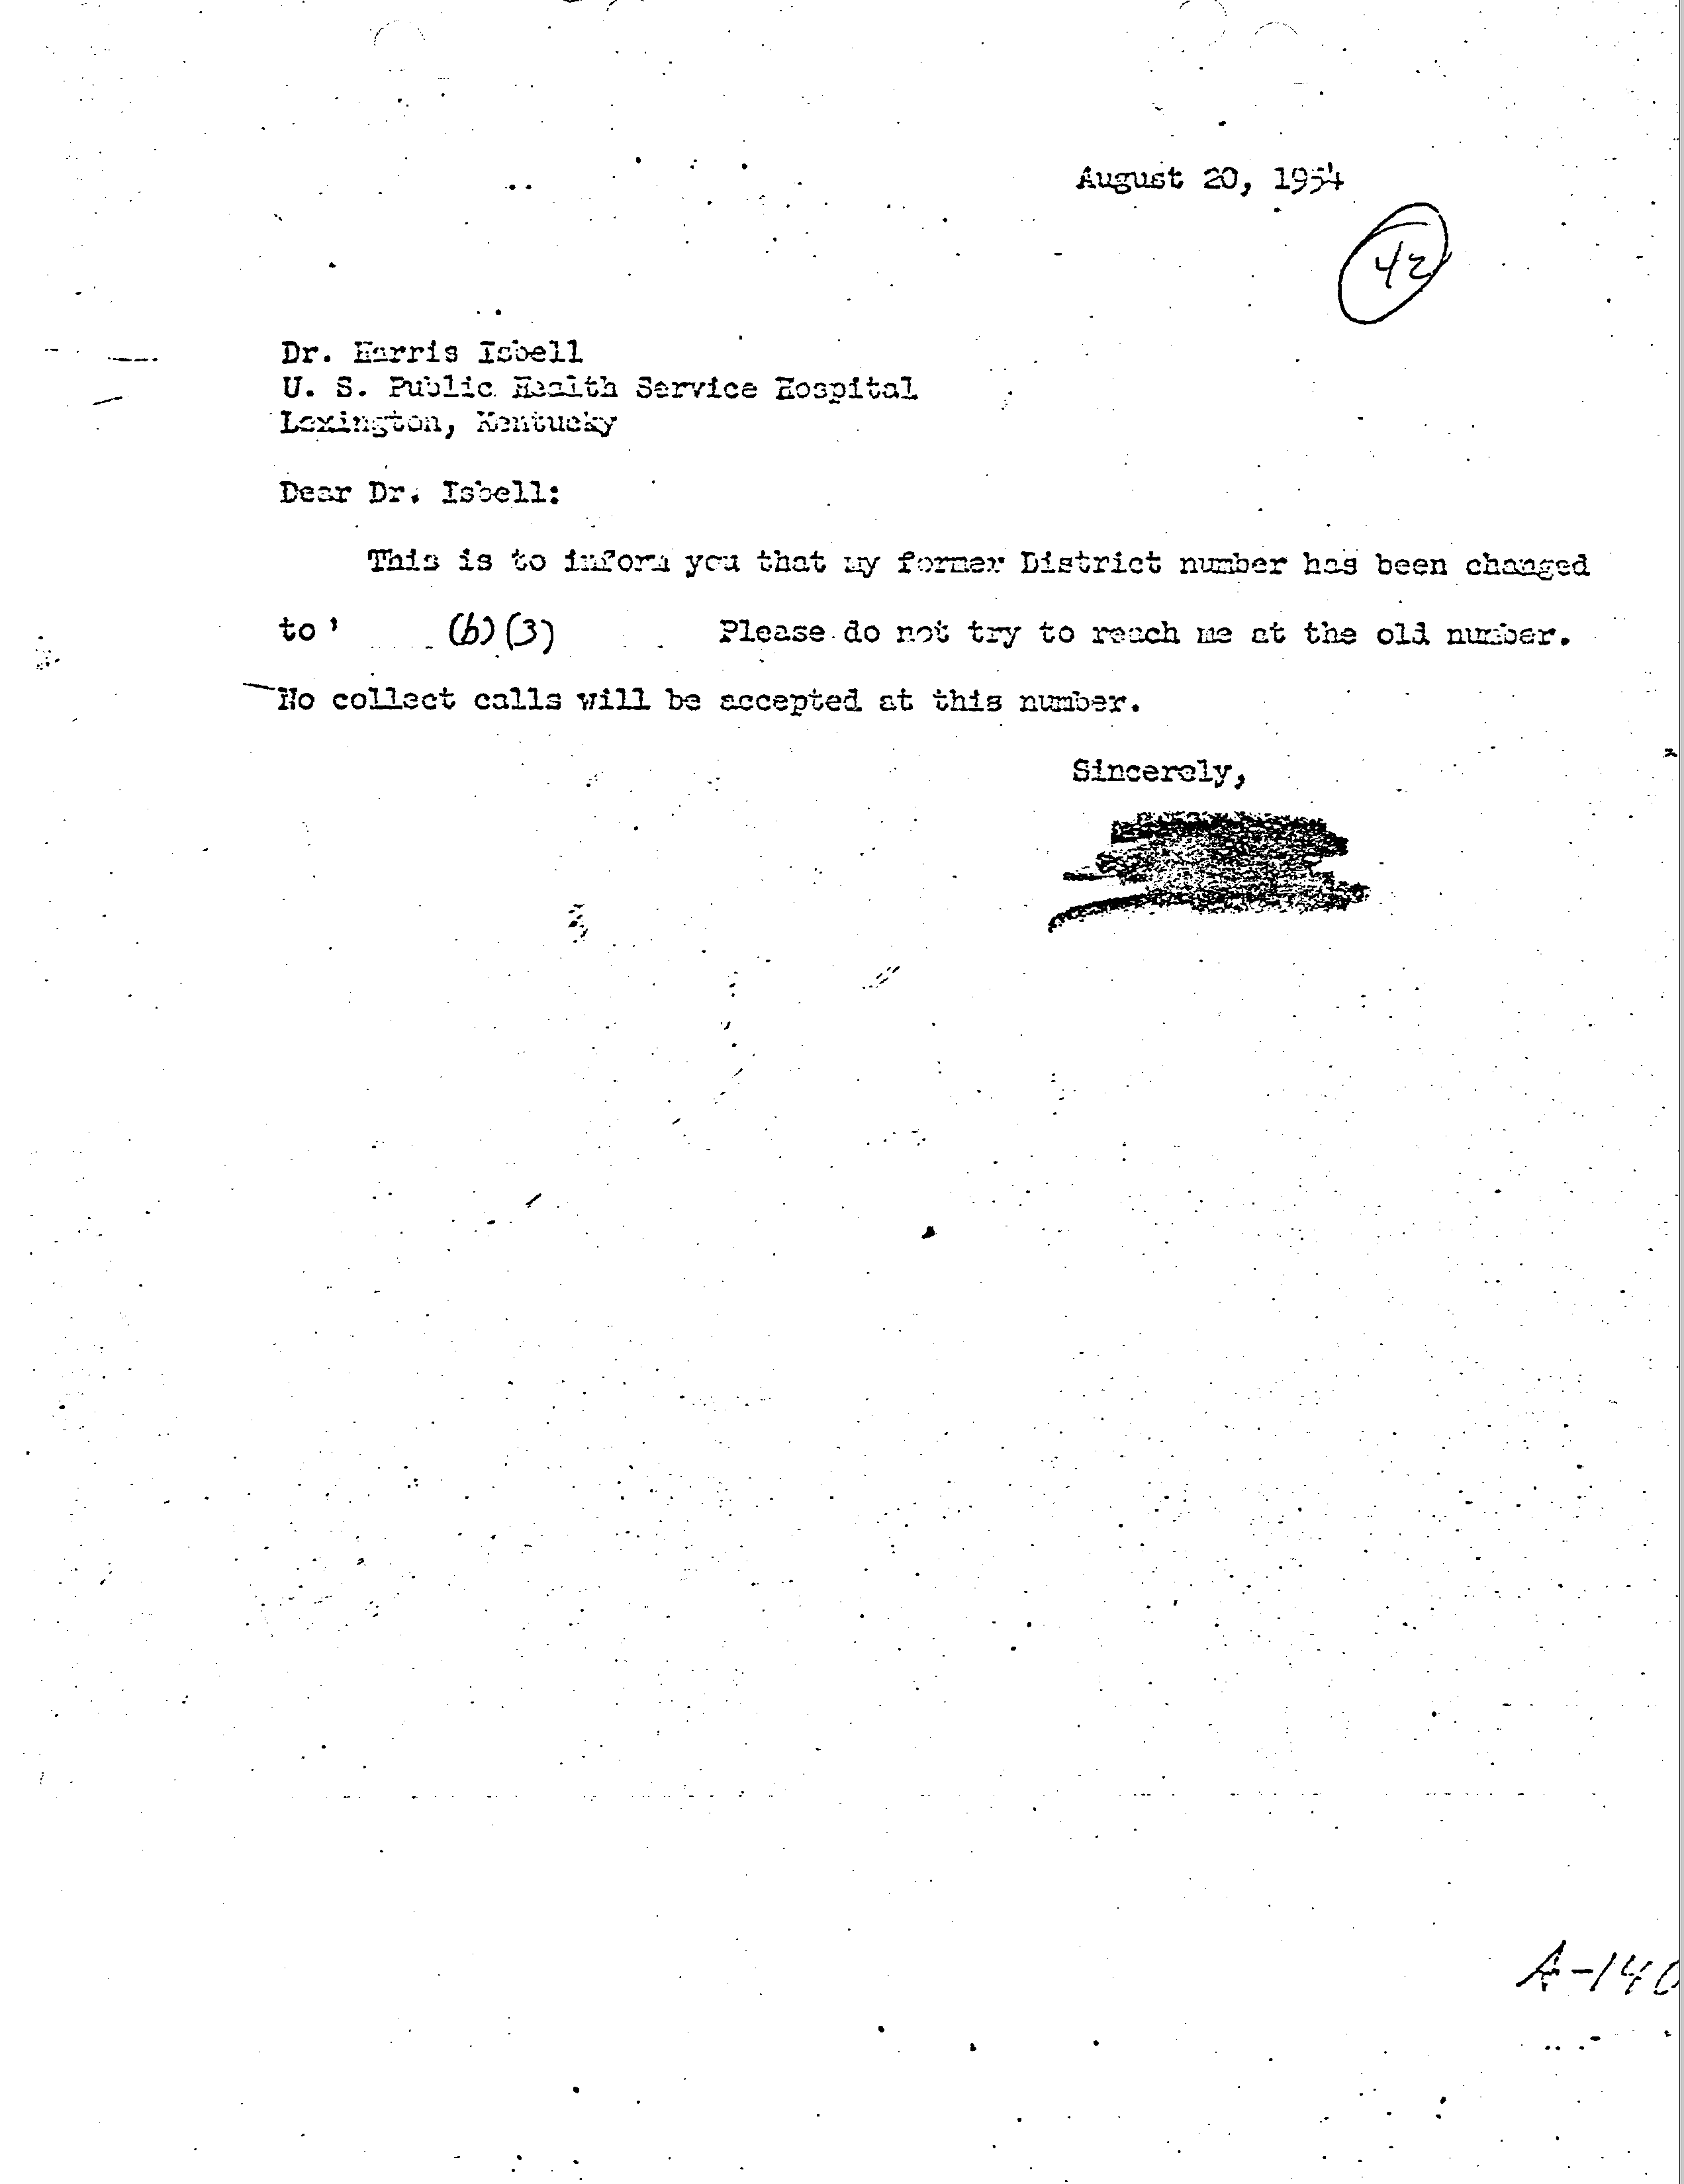 August 20, 1954
42
Dr. Harris Isbell
U. S. Public Health Service Hospital
Lexington, Kentucky
Dear Dr. Isbell:
This is to inform you that my former District number has been changed
to (b)(3) Please do not try to reach me at the old number.
No collect calls will be accepted at this number.
Sincerely,
A-140